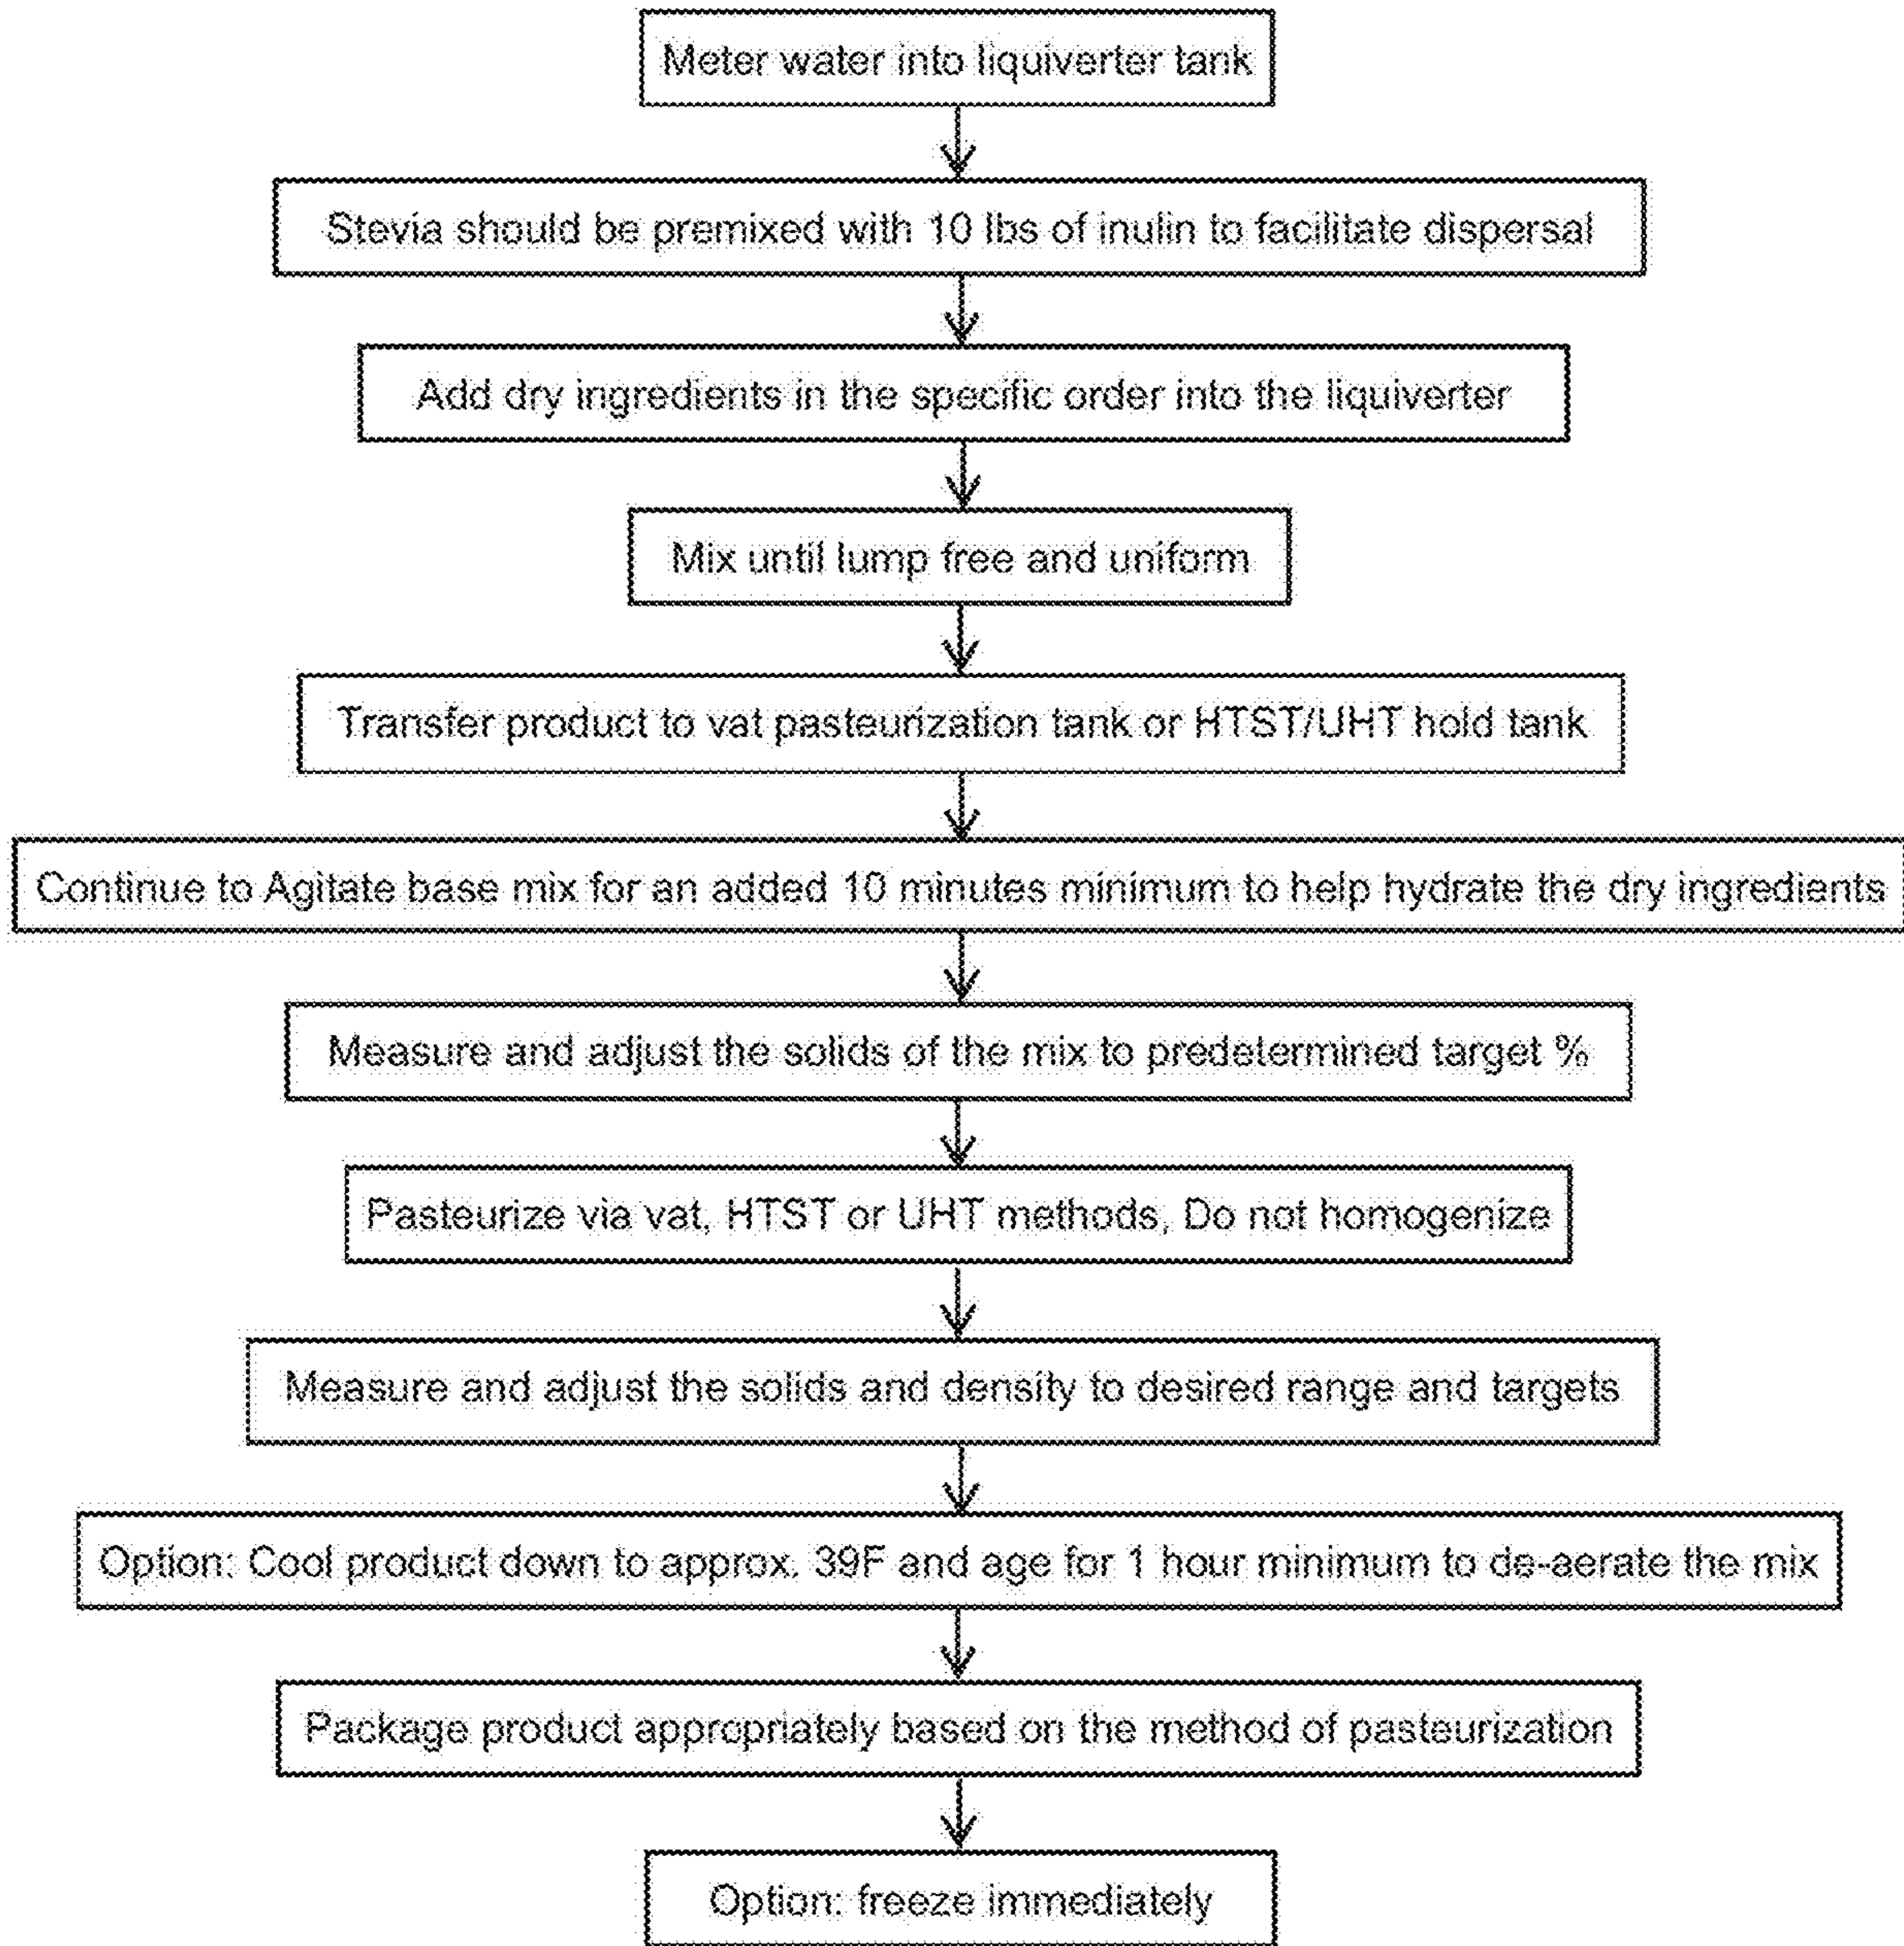 Meter water into liquiverter tank
Stevia should be premixed with 10 lbs of inulin to facilitate dispersal
Add dry ingredients in the specific order into the liquiverter
Mix until lump free and uniform
Transfer product to vat pasteurization tank or HTST/UHT hold tank
Continue to Agitate base mix for an added 10 minutes minimum to help hydrate the dry ingredients
Measure and adjust the solids of the mix to predetermined target %
Pasteurize via vat, HTST or UHT methods, Do not homogenize
Measure and adjust the solids and density to desired range and targets
Option: Cool product down to approx. 39F and age for 1 hour minimum to de-aerate the mix
Package product appropriately based on the method of pasteurization
Option: freeze immediately